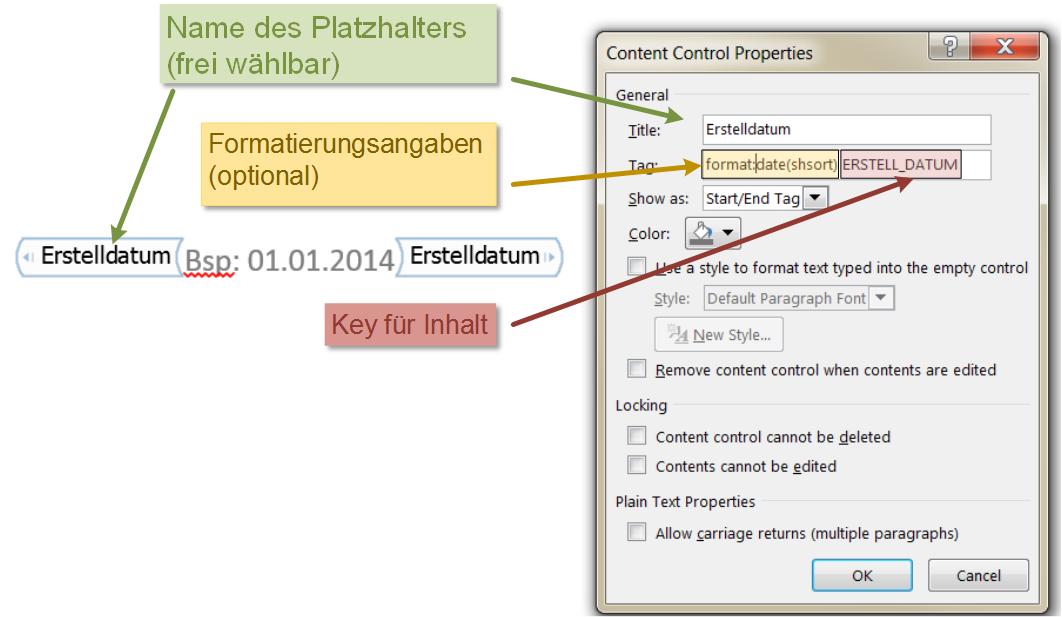 Name des Platzhalters
(frei wählbar)
Formatierungsangaben
(optional)
Erstelldatum Bsp: 01.01.2014 Erstelldatum
Key für Inhalt
Content Control Properties
General
Title: Erstelldatum
Tag: format:date(shsort) ERSTELL_DATUM
Show as: Start/End Tag
Color:
Use a style to format text typed into the empty control
Style: Default Paragraph Font
New Style...
Remove content control when contents are edited
Locking
Content control cannot be deleted
Contents cannot be edited
Plain Text Properties
Allow carriage returns (multiple paragraphs)
OK Cancel